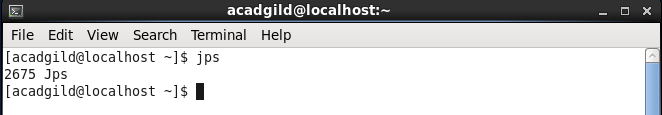 acadgild@localhost:~
File Edit View Search Terminal Help
[acadgild@localhost ~]$ jps
2675 Jps
[acadgild@localhost ~]$